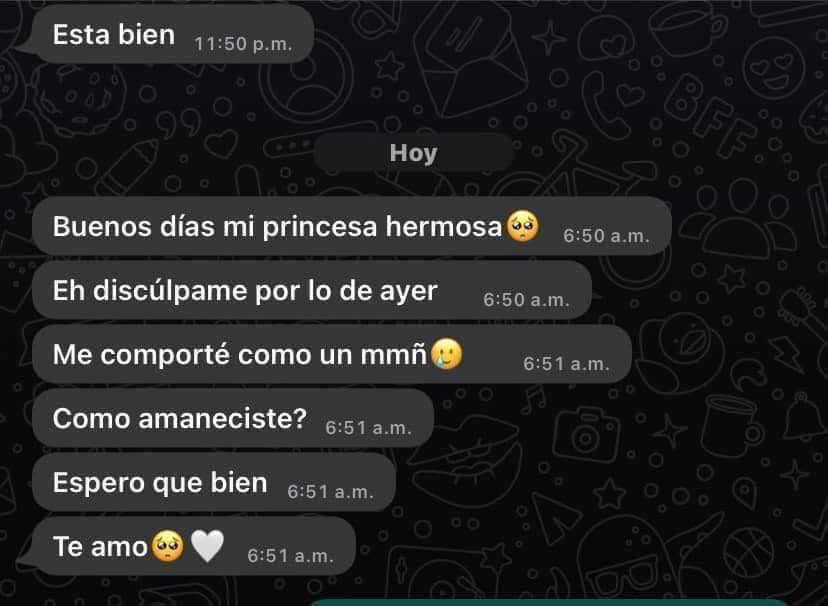 Esta bien 11:50 p.m.
Hoy
Buenos días mi princesa hermosa🥺 6:50 a.m.
Eh discúlpame por lo de ayer 6:50 a.m.
Me comporté como un mmñ🥲 6:51 a.m.
Como amaneciste? 6:51 a.m.
Espero que bien 6:51 a.m.
Te amo🥺🤍 6:51 a.m.
BFF